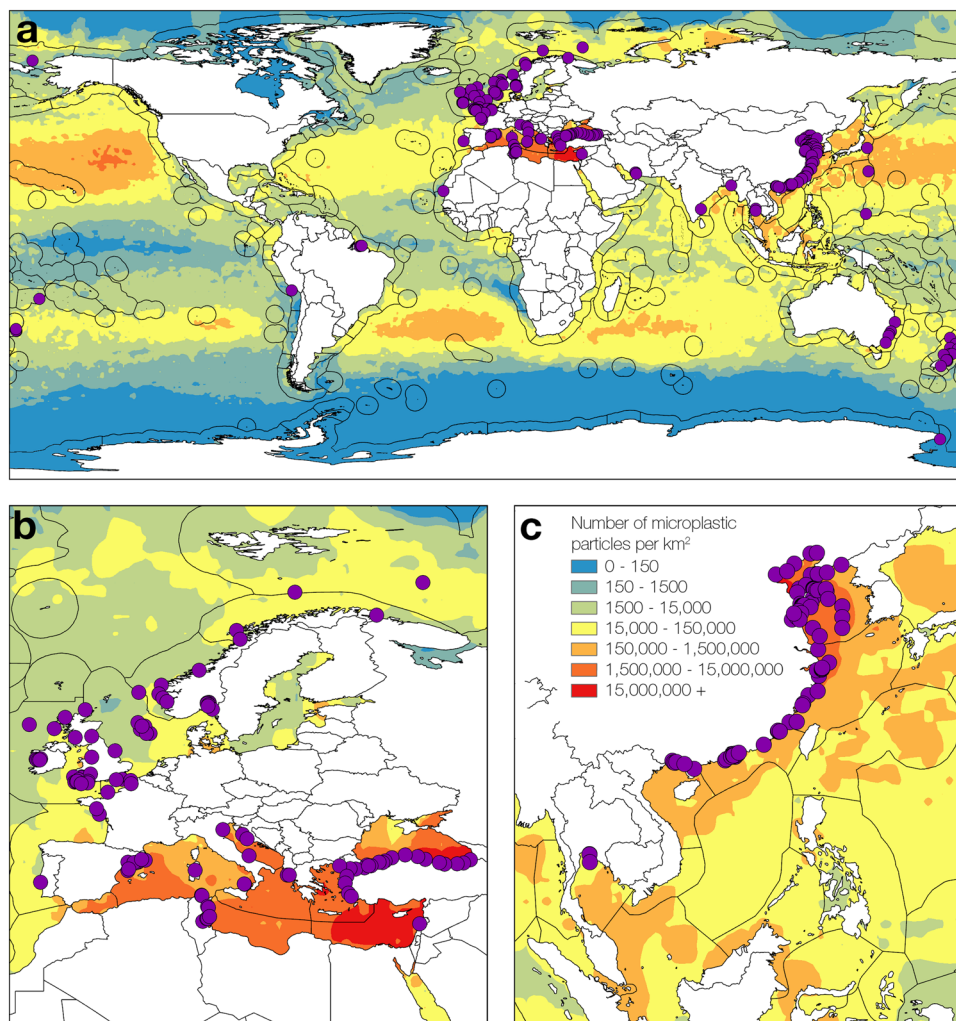 a
b
c
Number of microplastic
particles per km²
0 - 150
150 - 1500
1500 - 15,000
15,000 - 150,000
150,000 - 1,500,000
1,500,000 - 15,000,000
15,000,000 +